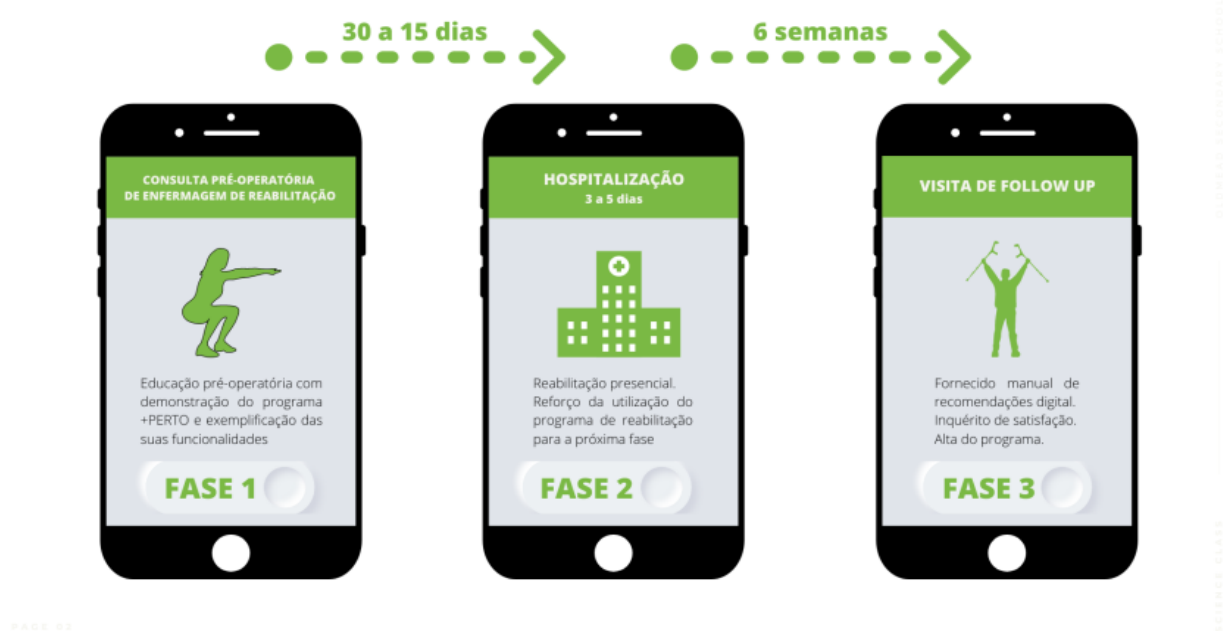 30 a 15 dias
6 semanas
CONSULTA PRÉ-OPERATÓRIA
DE ENFERMAGEM DE REABILITAÇÃO
Educação pré-operatória com
demonstração do programa
+PERTO e exemplificação das
suas funcionalidades
FASE 1
HOSPITALIZAÇÃO
3 a 5 dias
Reabilitação presencial.
Reforço da utilização do
programa de reabilitação
para a próxima fase
FASE 2
VISITA DE FOLLOW UP
Fornecido manual de
recomendações digital.
Inquérito de satisfação.
Alta do programa.
FASE 3
PAGE 02